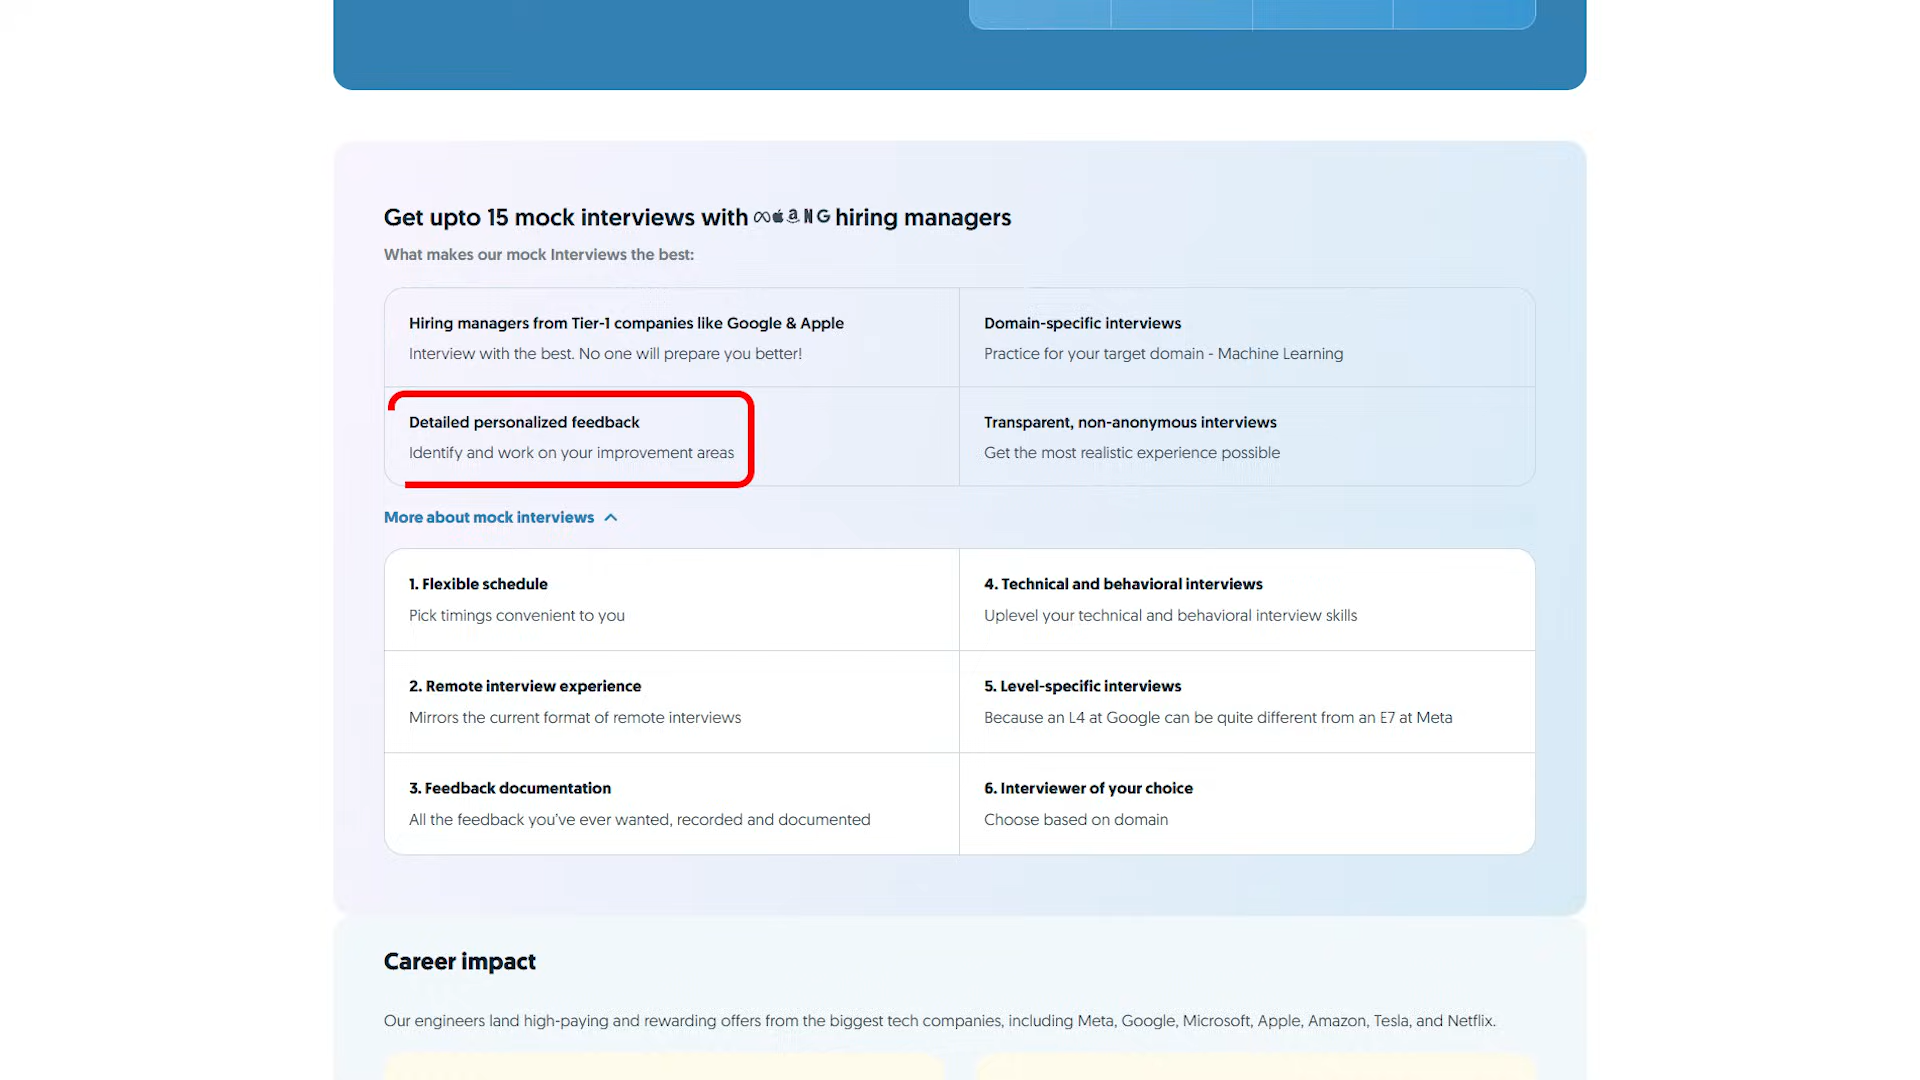 Get upto 15 mock interviews with hiring managers
What makes our mock Interviews the best:
Hiring managers from Tier-1 companies like Google & Apple
Interview with the best. No one will prepare you better!
Domain-specific interviews
Practice for your target domain - Machine Learning
Detailed personalized feedback
Identify and work on your improvement areas
Transparent, non-anonymous interviews
Get the most realistic experience possible
More about mock interviews
1. Flexible schedule
Pick timings convenient to you
4. Technical and behavioral interviews
Uplevel your technical and behavioral interview skills
2. Remote interview experience
Mirrors the current format of remote interviews
5. Level-specific interviews
Because an L4 at Google can be quite different from an E7 at Meta
3. Feedback documentation
All the feedback you've ever wanted, recorded and documented
6. Interviewer of your choice
Choose based on domain
Career impact
Our engineers land high-paying and rewarding offers from the biggest tech companies, including Meta, Google, Microsoft, Apple, Amazon, Tesla, and Netflix.